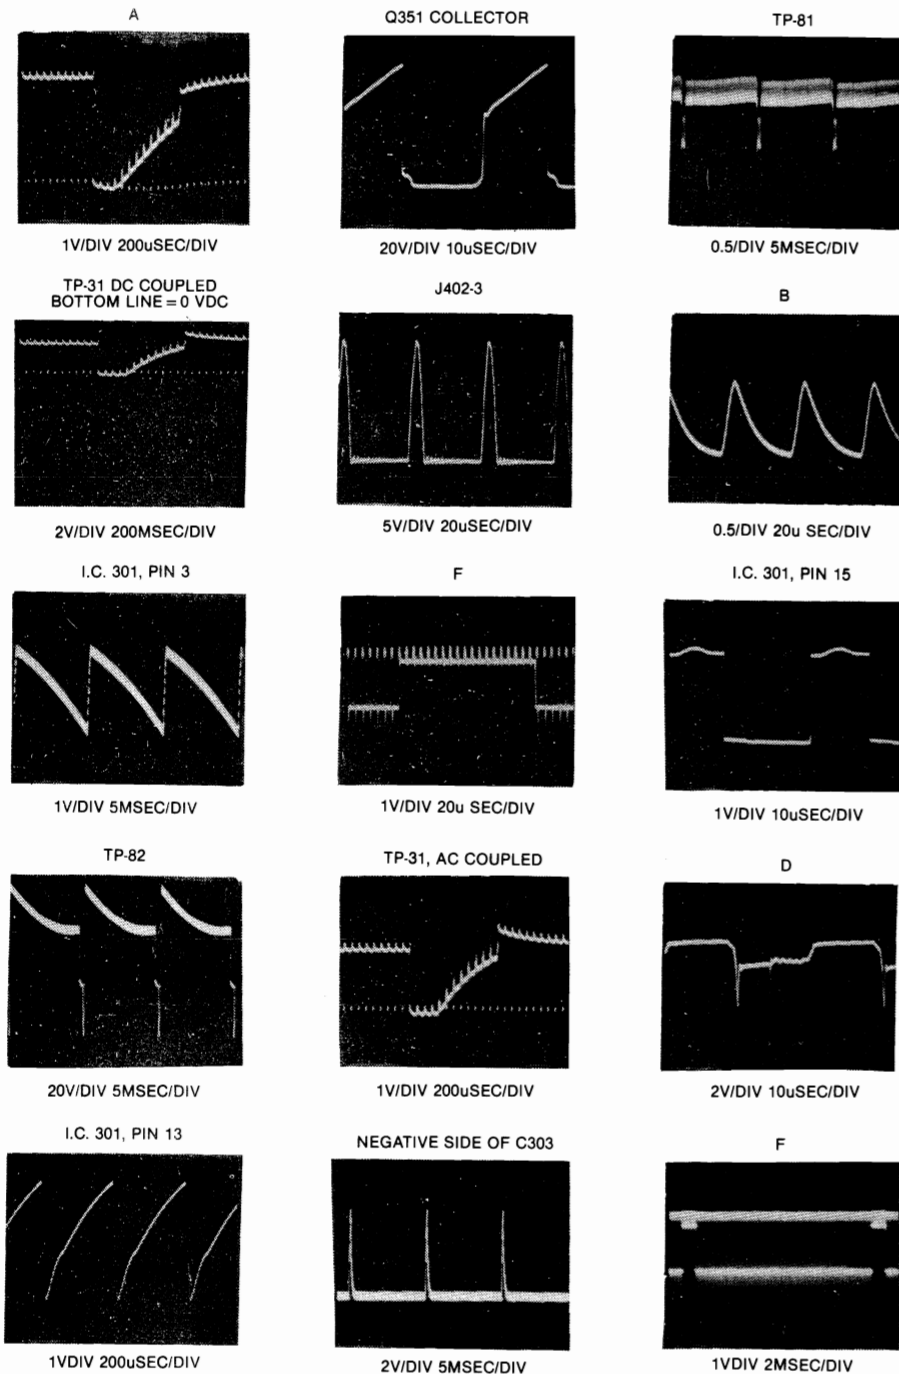 A
Q351 COLLECTOR
TP-81
1V/DIV 200uSEC/DIV
20V/DIV 10uSEC/DIV
0.5/DIV 5MSEC/DIV
TP-31 DC COUPLED
BOTTOM LINE = 0 VDC
J402-3
B
2V/DIV 200MSEC/DIV
5V/DIV 20uSEC/DIV
0.5/DIV 20u SEC/DIV
I.C. 301, PIN 3
F
I.C. 301, PIN 15
1V/DIV 5MSEC/DIV
1V/DIV 20u SEC/DIV
1V/DIV 10uSEC/DIV
TP-82
TP-31, AC COUPLED
D
20V/DIV 5MSEC/DIV
1V/DIV 200uSEC/DIV
2V/DIV 10uSEC/DIV
I.C. 301, PIN 13
NEGATIVE SIDE OF C303
F
1VDIV 200uSEC/DIV
2V/DIV 5MSEC/DIV
1VDIV 2MSEC/DIV